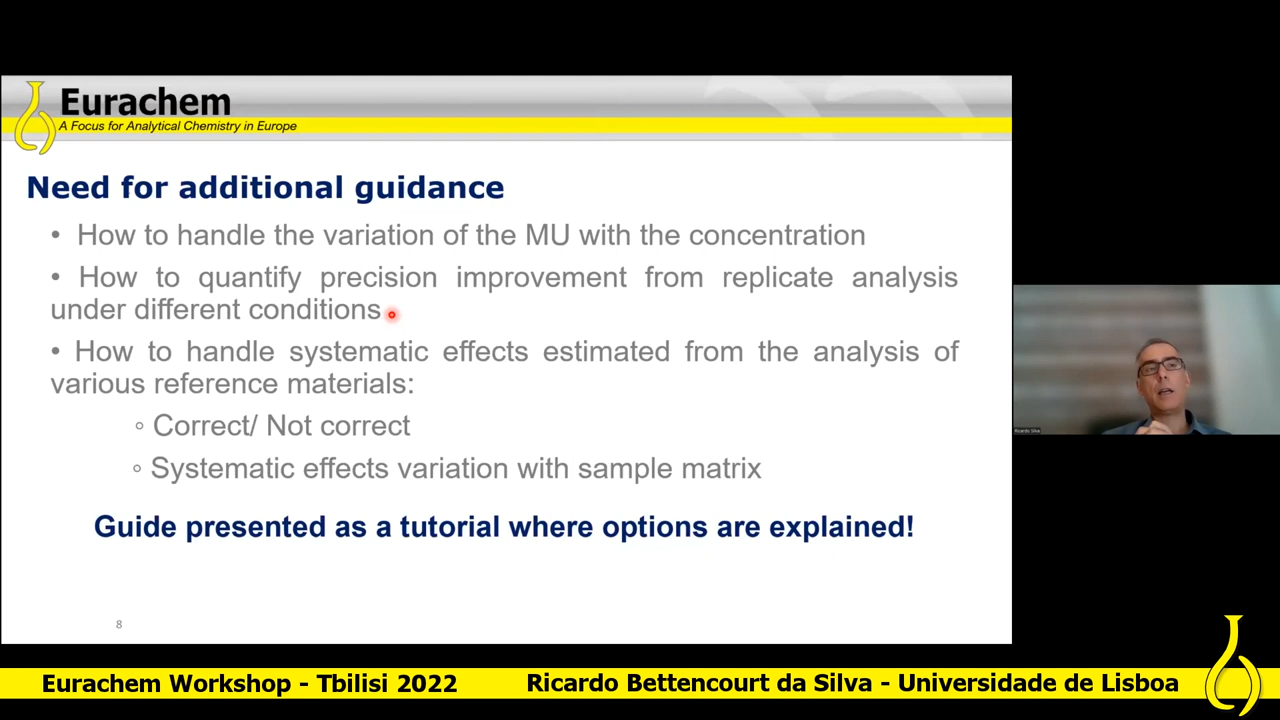 Eurachem
A Focus for Analytical Chemistry in Europe
Need for additional guidance
• How to handle the variation of the MU with the concentration
• How to quantify precision improvement from replicate analysis
under different conditions
• How to handle systematic effects estimated from the analysis of
various reference materials:
◦ Correct/ Not correct
◦ Systematic effects variation with sample matrix
Guide presented as a tutorial where options are explained!
8
Ricardo Silva
Eurachem Workshop - Tbilisi 2022
Ricardo Bettencourt da Silva - Universidade de Lisboa